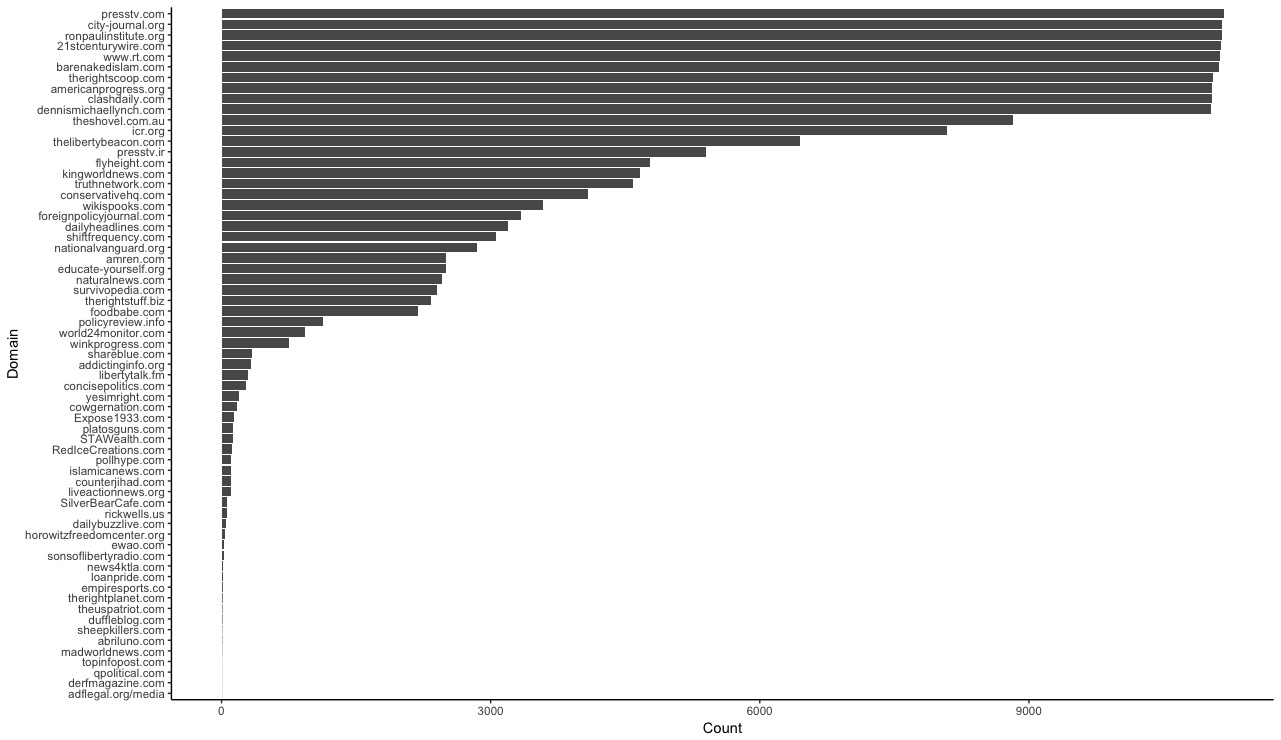 presstv.com
city-journal.org
ronpaulinstitute.org
21stcenturywire.com
www.rt.com
barenakedislam.com
therightscoop.com
americanprogress.org
clashdaily.com
dennismichaellynch.com
theshovel.com.au
icr.org
thelibertybeacon.com
presstv.ir
flyheight.com
kingworldnews.com
truthnetwork.com
conservativehq.com
wikispooks.com
foreignpolicyjournal.com
dailyheadlines.com
shiftfrequency.com
nationalvanguard.org
amren.com
educate-yourself.org
naturalnews.com
survivopedia.com
therightstuff.biz
foodbabe.com
policyreview.info
world24monitor.com
winkprogress.com
shareblue.com
addictinginfo.org
libertytalk.fm
concisepolitics.com
yesimright.com
cowgernation.com
Expose1933.com
platosguns.com
STAWealth.com
RedIceCreations.com
pollhype.com
islamicanews.com
counterjihad.com
liveactionnews.org
SilverBearCafe.com
rickwells.us
dailybuzzlive.com
horowitzfreedomcenter.org
ewao.com
sonsoflibertyradio.com
news4ktla.com
loanpride.com
empiresports.co
therightplanet.com
theuspatriot.com
duffleblog.com
sheepkillers.com
abriluno.com
madworldnews.com
topinfopost.com
qpolitical.com
derfmagazine.com
adflegal.org/media
Domain
0 3000 6000 9000
Count